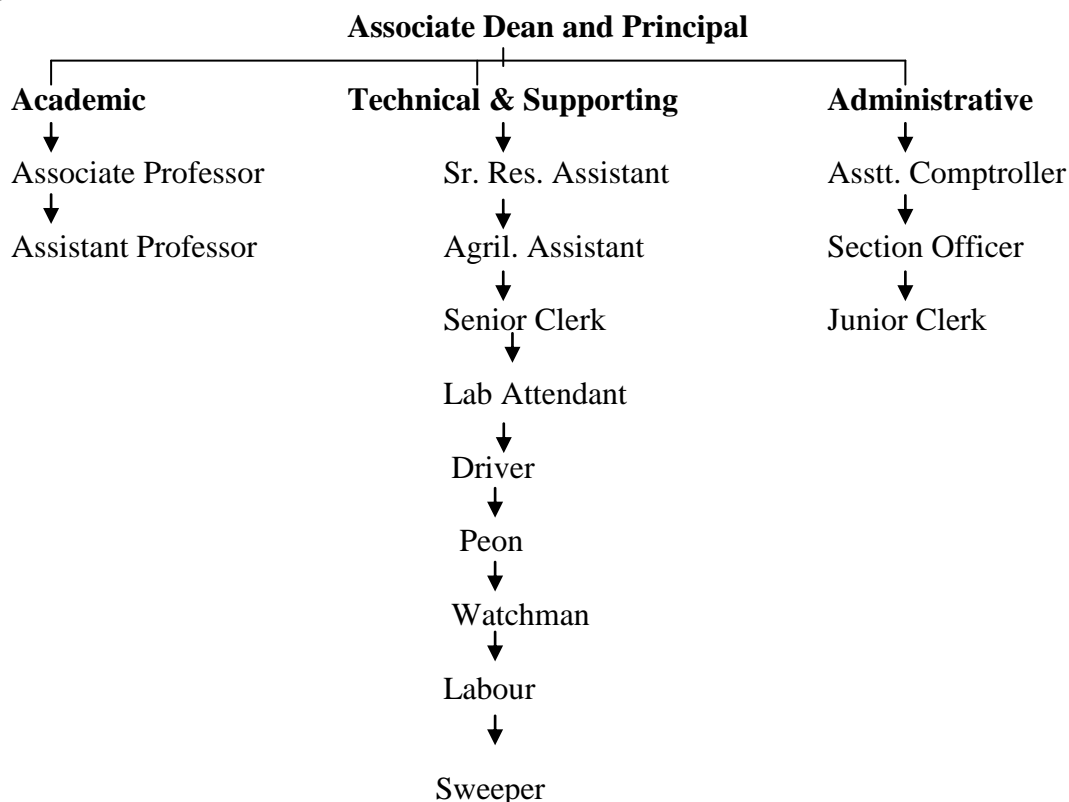 Associate Dean and Principal
Academic Technical & Supporting Administrative
Associate Professor Sr. Res. Assistant Asstt. Comptroller
Assistant Professor Agril. Assistant Section Officer
Senior Clerk Junior Clerk
Lab Attendant
Driver
Peon
Watchman
Labour
Sweeper